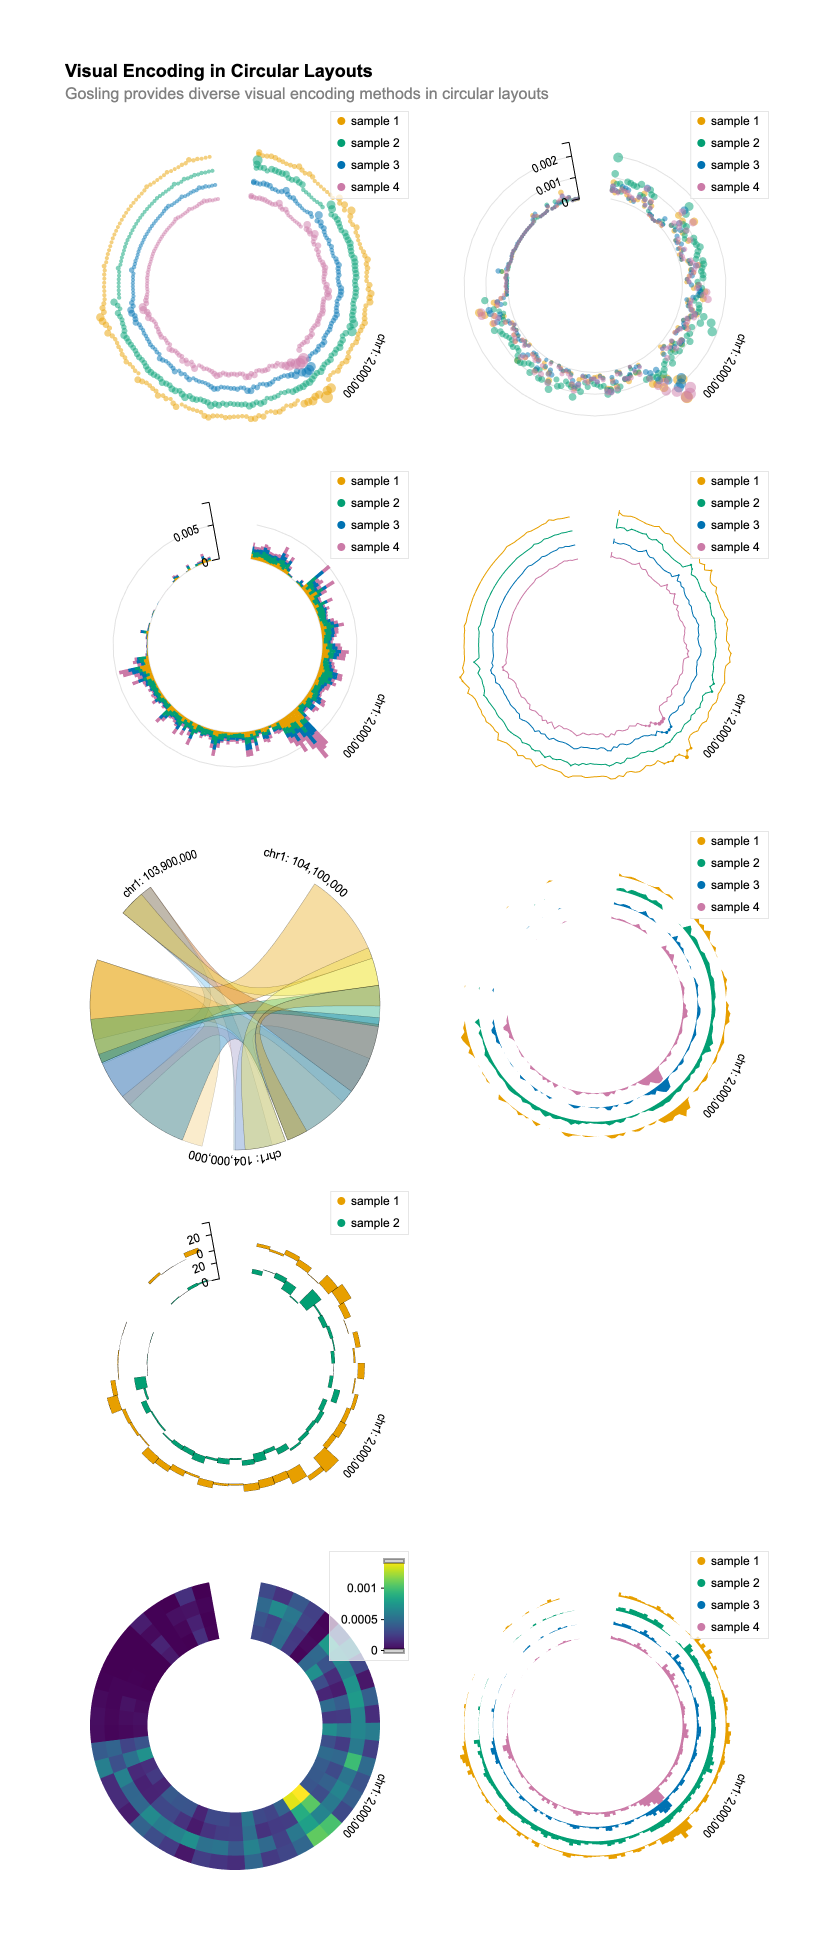 Visual Encoding in Circular Layouts
Gosling provides diverse visual encoding methods in circular layouts
sample 1
sample 2
sample 3
sample 4
chr1: 2,000,000
sample 1
sample 2
sample 3
sample 4
0.002
0.001
0
chr1: 2,000,000
sample 1
sample 2
sample 3
sample 4
0.005
0
chr1: 2,000,000
sample 1
sample 2
sample 3
sample 4
chr1: 2,000,000
chr1: 103,900,000
chr1: 104,100,000
chr1: 104,000,000
sample 1
sample 2
sample 3
sample 4
chr1: 2,000,000
sample 1
sample 2
20
0
20
0
chr1: 2,000,000
0.001
0.0005
0
chr1: 2,000,000
sample 1
sample 2
sample 3
sample 4
chr1: 2,000,000